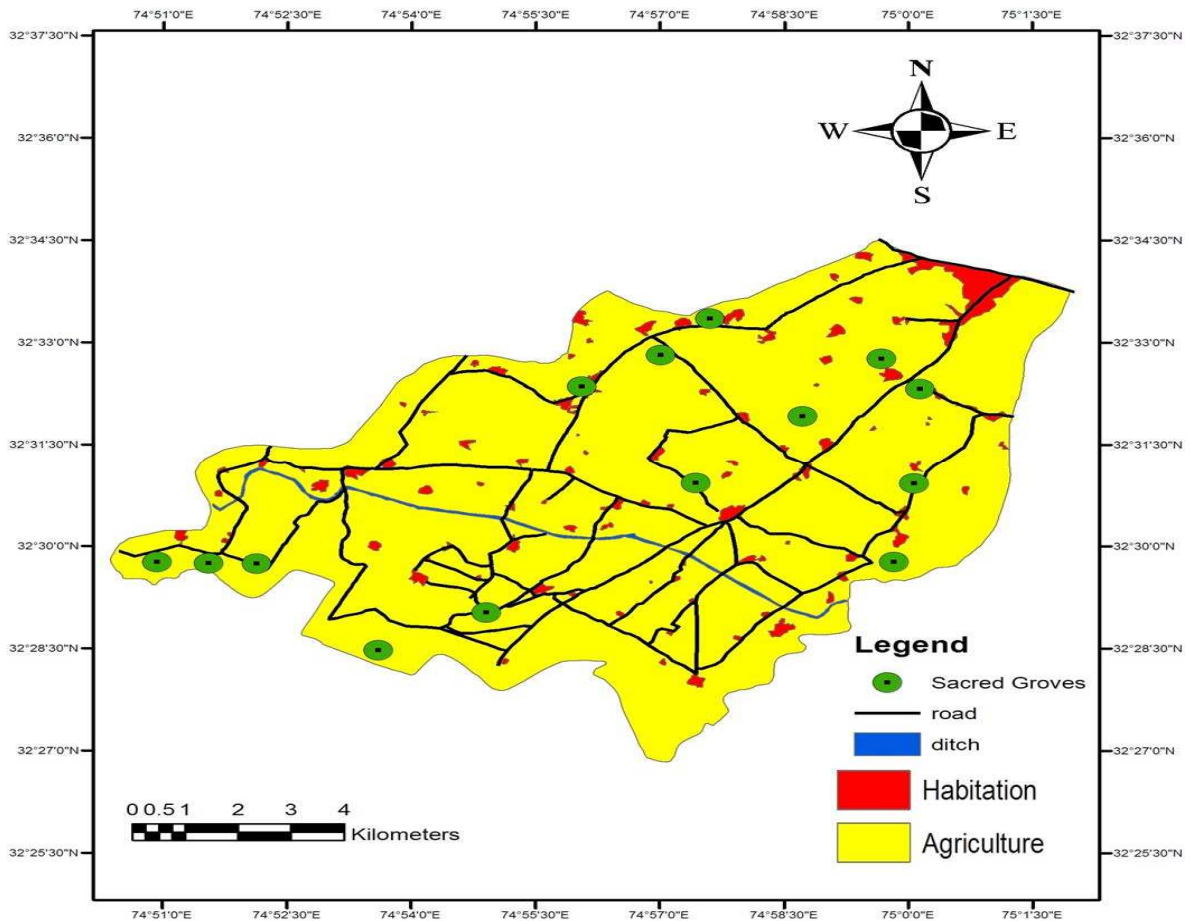 74°51'0"E 74°52'30"E 74°54'0"E 74°55'30"E 74°57'0"E 74°58'30"E 75°0'0"E 75°1'30"E
32°37'30"N 32°37'30"N
N
32°36'0"N W E 32°36'0"N
S
32°34'30"N 32°34'30"N
32°33'0"N 32°33'0"N
32°31'30"N 32°31'30"N
32°30'0"N 32°30'0"N
Legend
32°28'30"N 32°28'30"N
Sacred Groves
road
ditch
32°27'0"N 32°27'0"N
Habitation
0 0.5 1 2 3 4
Kilometers
Agriculture
32°25'30"N 32°25'30"N
74°51'0"E 74°52'30"E 74°54'0"E 74°55'30"E 74°57'0"E 74°58'30"E 75°0'0"E 75°1'30"E